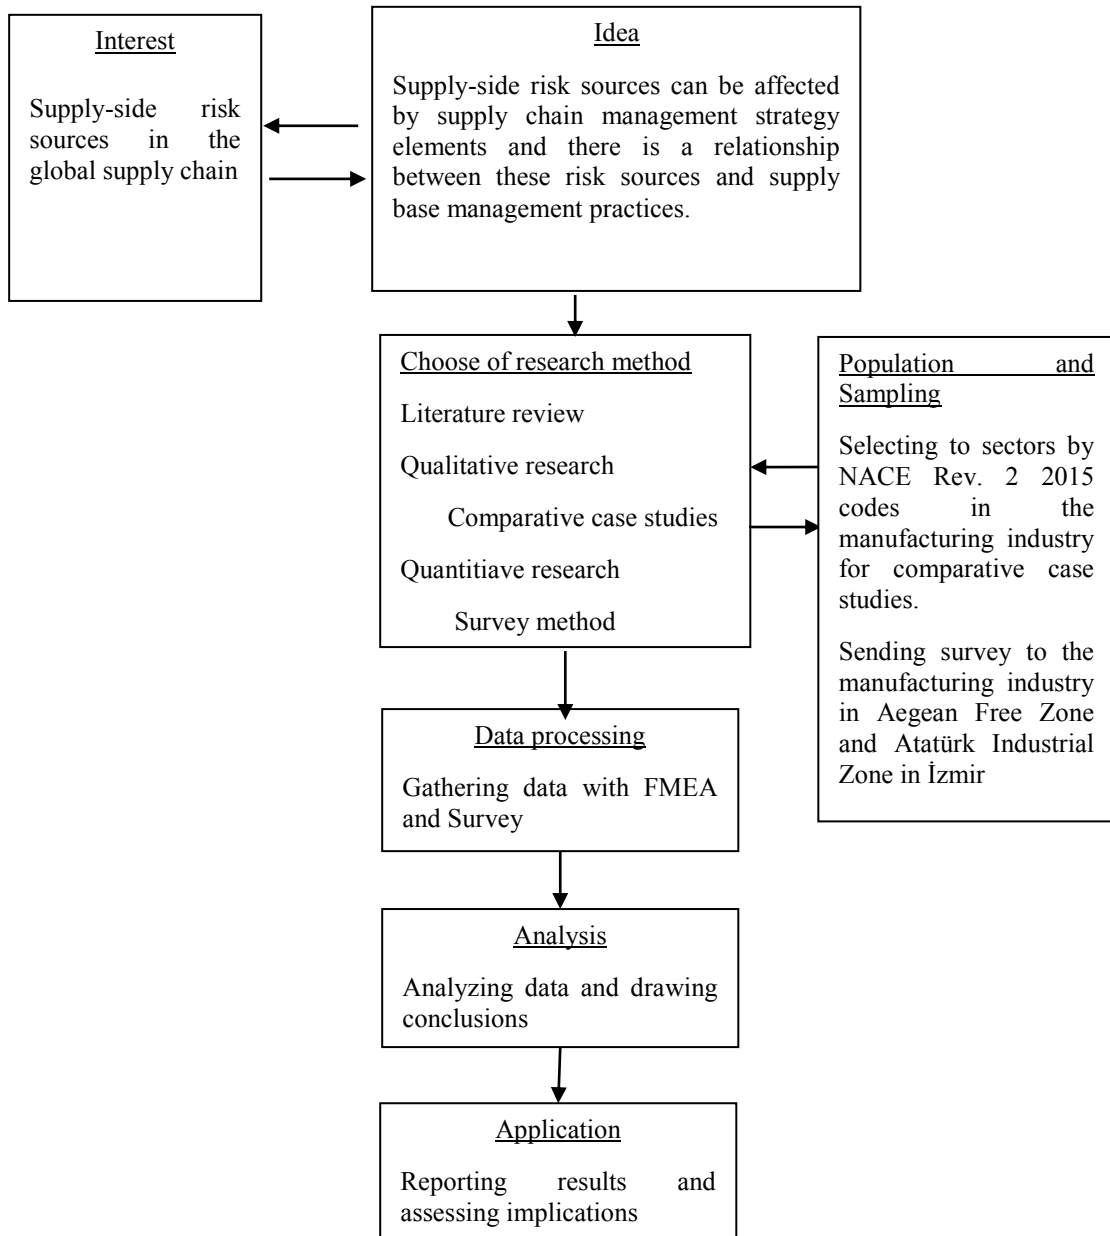 Interest
Supply-side risk
sources in the
global supply chain
Idea
Supply-side risk sources can be affected
by supply chain management strategy
elements and there is a relationship
between these risk sources and supply
base management practices.
Choose of research method
Literature review
Qualitative research
Comparative case studies
Quantitiave research
Survey method
Population and
Sampling
Selecting to sectors by
NACE Rev. 2 2015
codes in the
manufacturing industry
for comparative case
studies.
Sending survey to the
manufacturing industry
in Aegean Free Zone
and Atatürk Industrial
Zone in İzmir
Data processing
Gathering data with FMEA
and Survey
Analysis
Analyzing data and drawing
conclusions
Application
Reporting results and
assessing implications